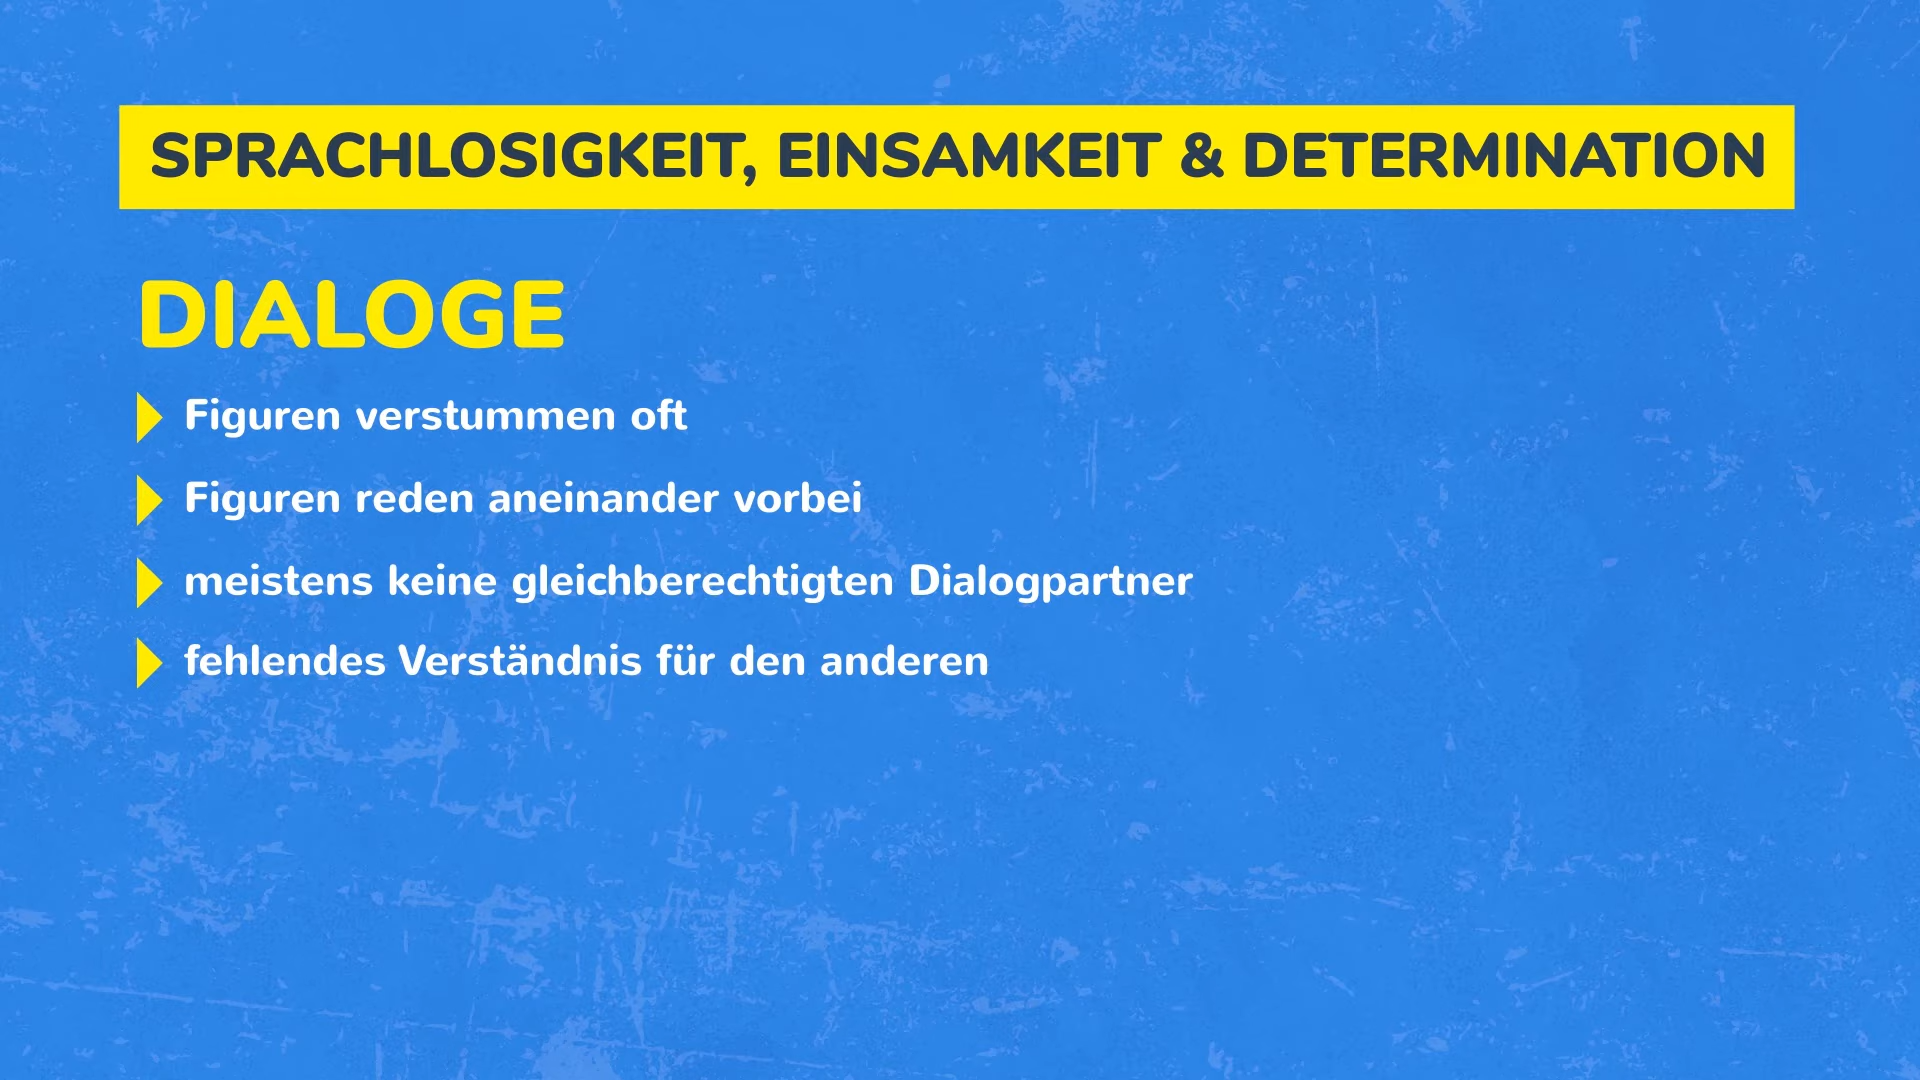 SPRACHLOSIGKEIT, EINSAMKEIT & DETERMINATION
DIALOGE
Figuren verstummen oft
Figuren reden aneinander vorbei
meistens keine gleichberechtigten Dialogpartner
fehlendes Verständnis für den anderen